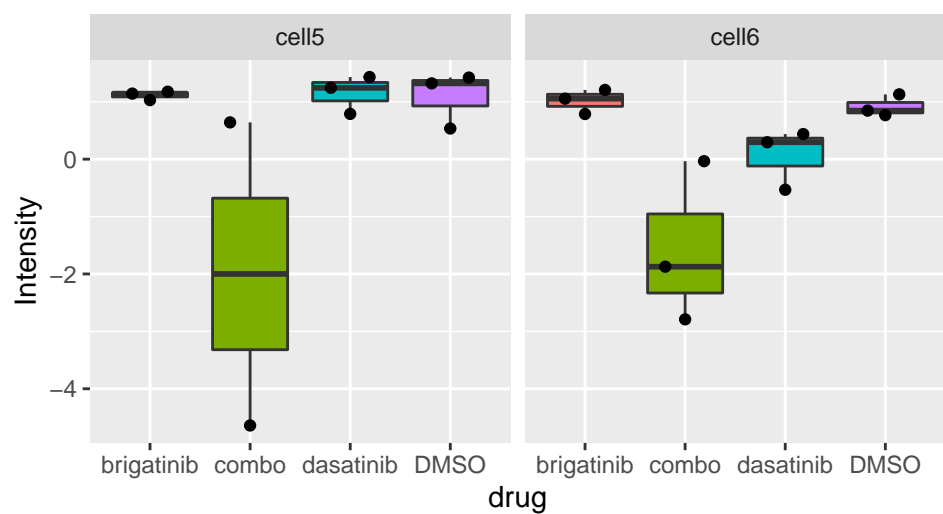 cell5 cell6
Intensity
0
−2
−4
brigatinib combo dasatinib DMSO brigatinib combo dasatinib DMSO
drug